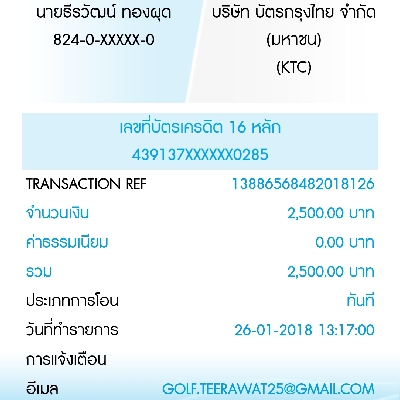 นายธีรวัฒน์ ทองผุด
824-0-XXXXX-0
บริษัท บัตรกรุงไทย จำกัด
(มหาชน)
(KTC)
เลขที่บัตรเครดิต 16 หลัก
439137XXXXXX0285
TRANSACTION REF 13886568482018126
จำนวนเงิน 2,500.00 บาท
ค่าธรรมเนียม 0.00 บาท
รวม 2,500.00 บาท
ประเภทการโอน ทันที
วันที่ทำรายการ 26-01-2018 13:17:00
การแจ้งเตือน
อีเมล GOLF.TEERAWAT25@GMAIL.COM